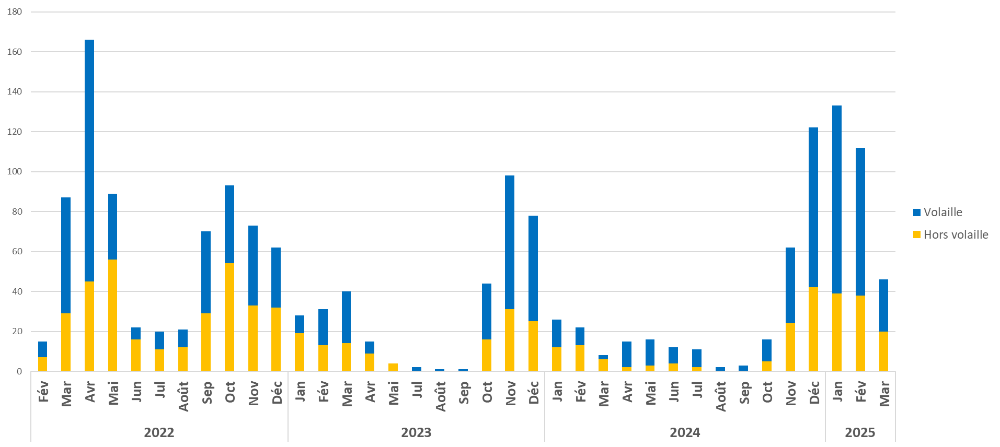 180
160
140
120
100
80
60
40
20
0
Fév Mar Avr Mai Jun Jul Août Sep Oct Nov Déc Jan Fév Mar Avr Mai Jul Août Sep Oct Nov Déc Jan Fév Mar Avr Mai Jun Jul Août Sep Oct Nov Déc Jan Fév Mar
2022 2023 2024 2025
Volaille
Hors volaille